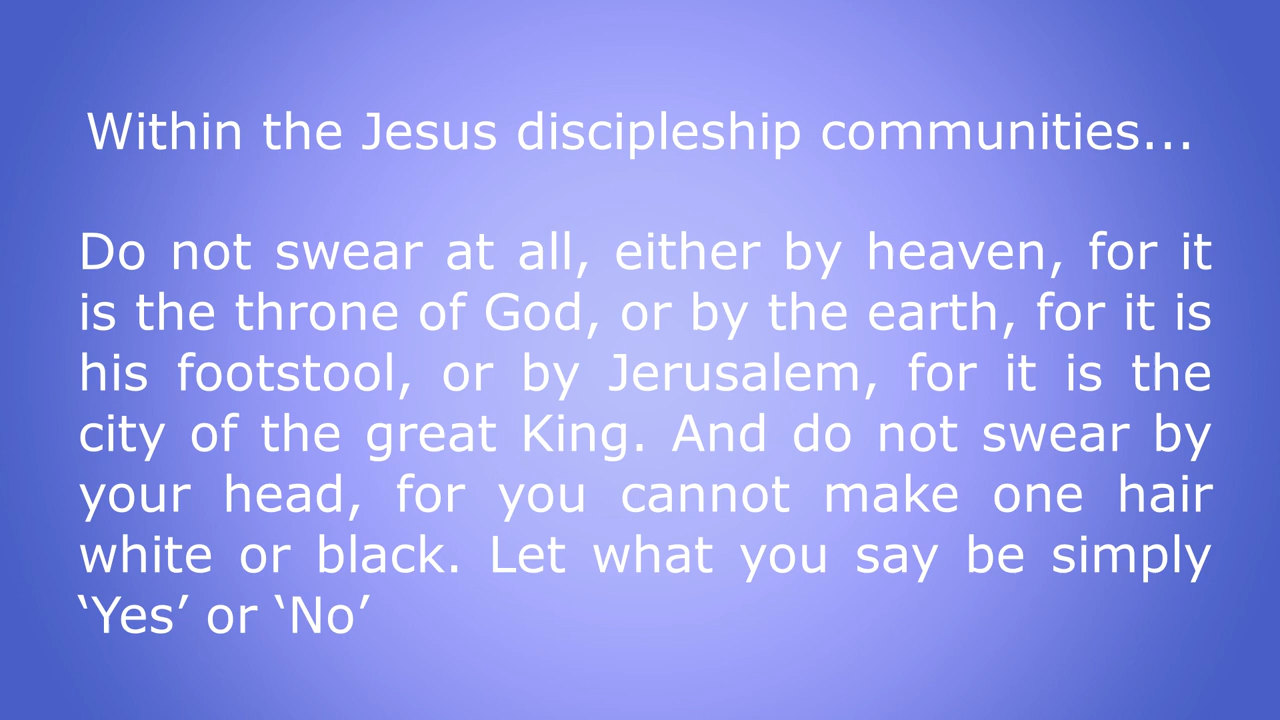 Within the Jesus discipleship communities...
Do not swear at all, either by heaven, for it
is the throne of God, or by the earth, for it is
his footstool, or by Jerusalem, for it is the
city of the great King. And do not swear by
your head, for you cannot make one hair
white or black. Let what you say be simply
‘Yes’ or ‘No’